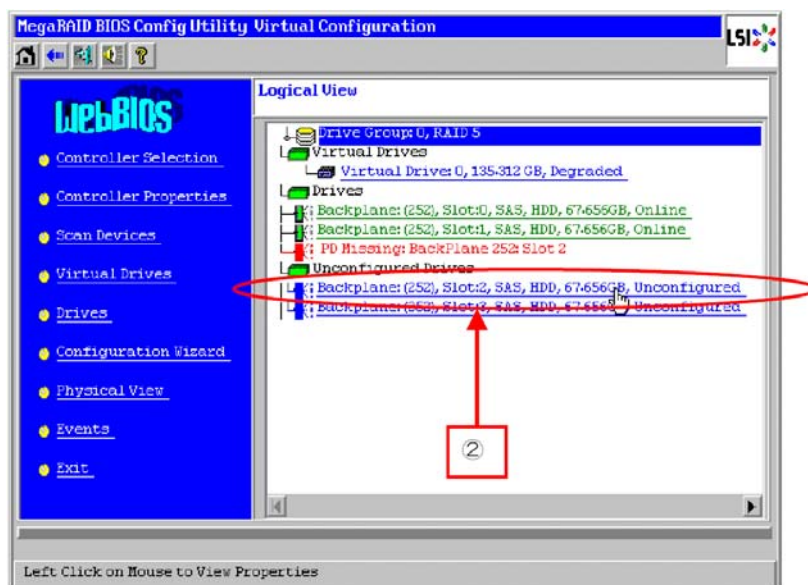 MegaRAID BIOS Config Utility Virtual Configuration
LSI
WebBIOS
Controller Selection
Controller Properties
Scan Devices
Virtual Drives
Drives
Configuration Wizard
Physical View
Events
Exit
Logical View
Drive Group: 0, RAID 5
Virtual Drives
Virtual Drive: 0, 135.312 GB, Degraded
Drives
Backplane: (252), Slot:0, SAS, HDD, 67.656GB, Online
Backplane: (252), Slot:1, SAS, HDD, 67.656GB, Online
PD Missing: BackPlane 252: Slot 2
Unconfigured Drives
Backplane: (252), Slot:2, SAS, HDD, 67.656GB, Unconfigured
Backplane: (252), Slot:3, SAS, HDD, 67.656GB, Unconfigured
②
Left Click on Mouse to View Properties